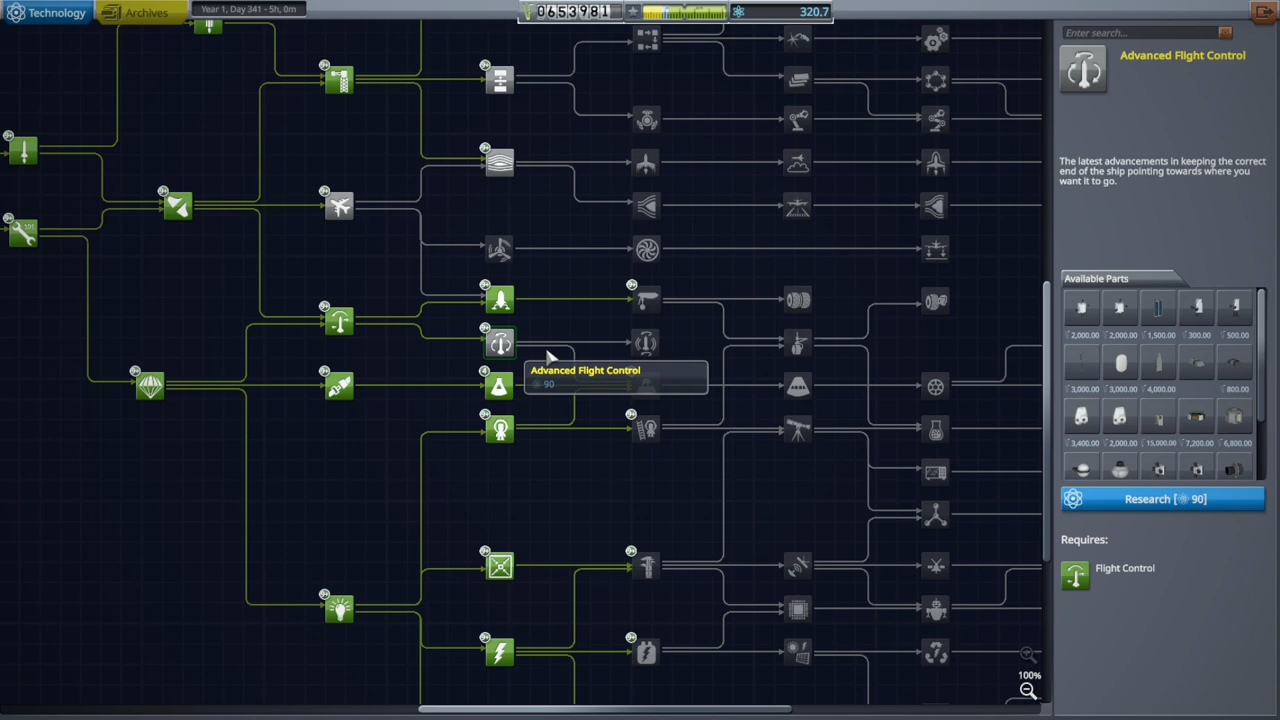 Technology
Archives
Year 1, Day 341 - 5h, 0m
0653981
320.7
Enter search...
Advanced Flight Control
The latest advancements in keeping the correct
end of the ship pointing towards where you
want it to go.
Available Parts
2,000.00 2,000.00 1,500.00 300.00 500.00
3,000.00 3,000.00 4,000.00 800.00
3,400.00 2,000.00 15,000.00 7,200.00 6,800.00
Research [ 90]
Requires:
Flight Control
Advanced Flight Control
90
101
9+
4
100%